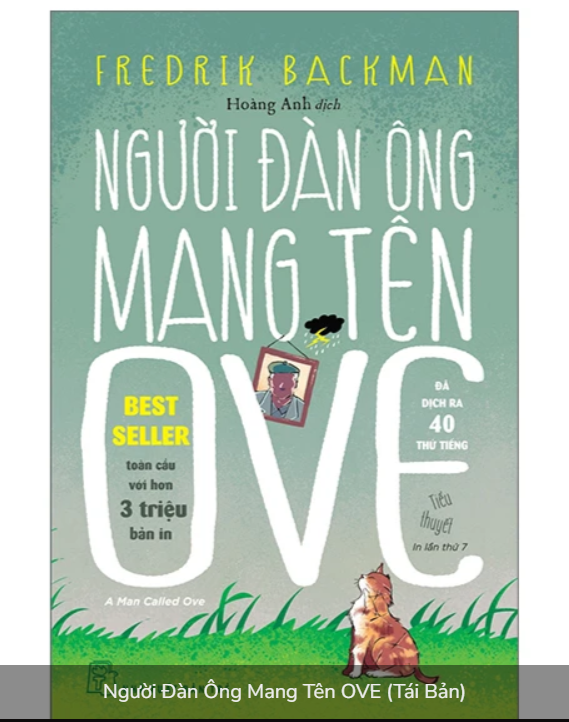 FREDRIK BACKMAN
Hoàng Anh dịch
NGƯỜI ĐÀN ÔNG
MANG TÊN
OVE
BEST
SELLER
toàn cầu
với hơn
3 triệu
bản in
ĐÃ
DỊCH RA
40
THỨ TIẾNG
Tiểu
thuyết
In lần thứ 7
A Man Called Ove
Người Đàn Ông Mang Tên OVE (Tái Bản)